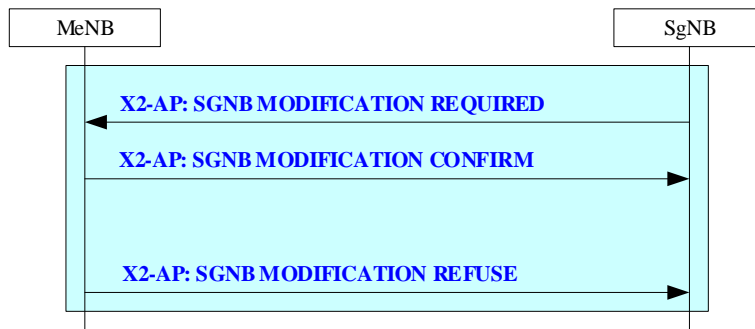 MeNB
SgNB
X2-AP: SGNB MODIFICATION REQUIRED
X2-AP: SGNB MODIFICATION CONFIRM
X2-AP: SGNB MODIFICATION REFUSE